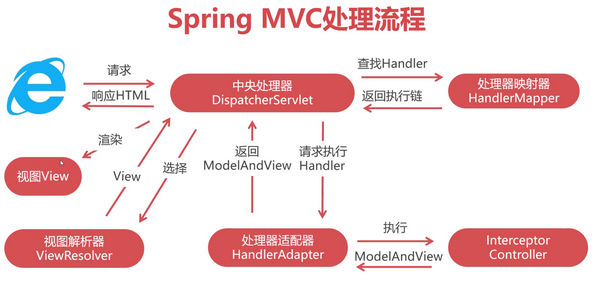 Spring MVC处理流程
请求
响应HTML
中央处理器
DispatcherServlet
查找Handler
返回执行链
处理器映射器
HandlerMapper
渲染
视图View
View
选择
返回
ModelAndView
请求执行
Handler
视图解析器
ViewResolver
处理器适配器
HandlerAdapter
执行
ModelAndView
Interceptor
Controller